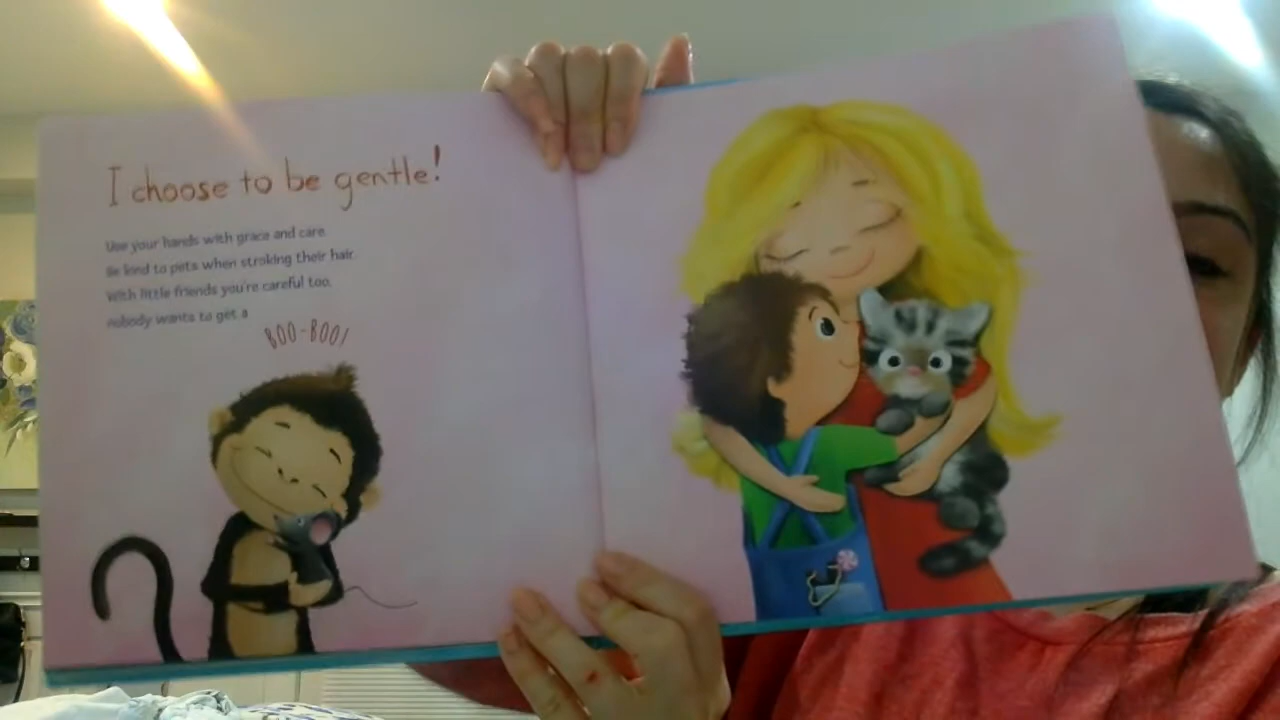 I choose to be gentle!
Use your hands with grace and care.
Be kind to pets when stroking their hair.
With little friends you're careful too,
nobody wants to get a
BOO-BOO!